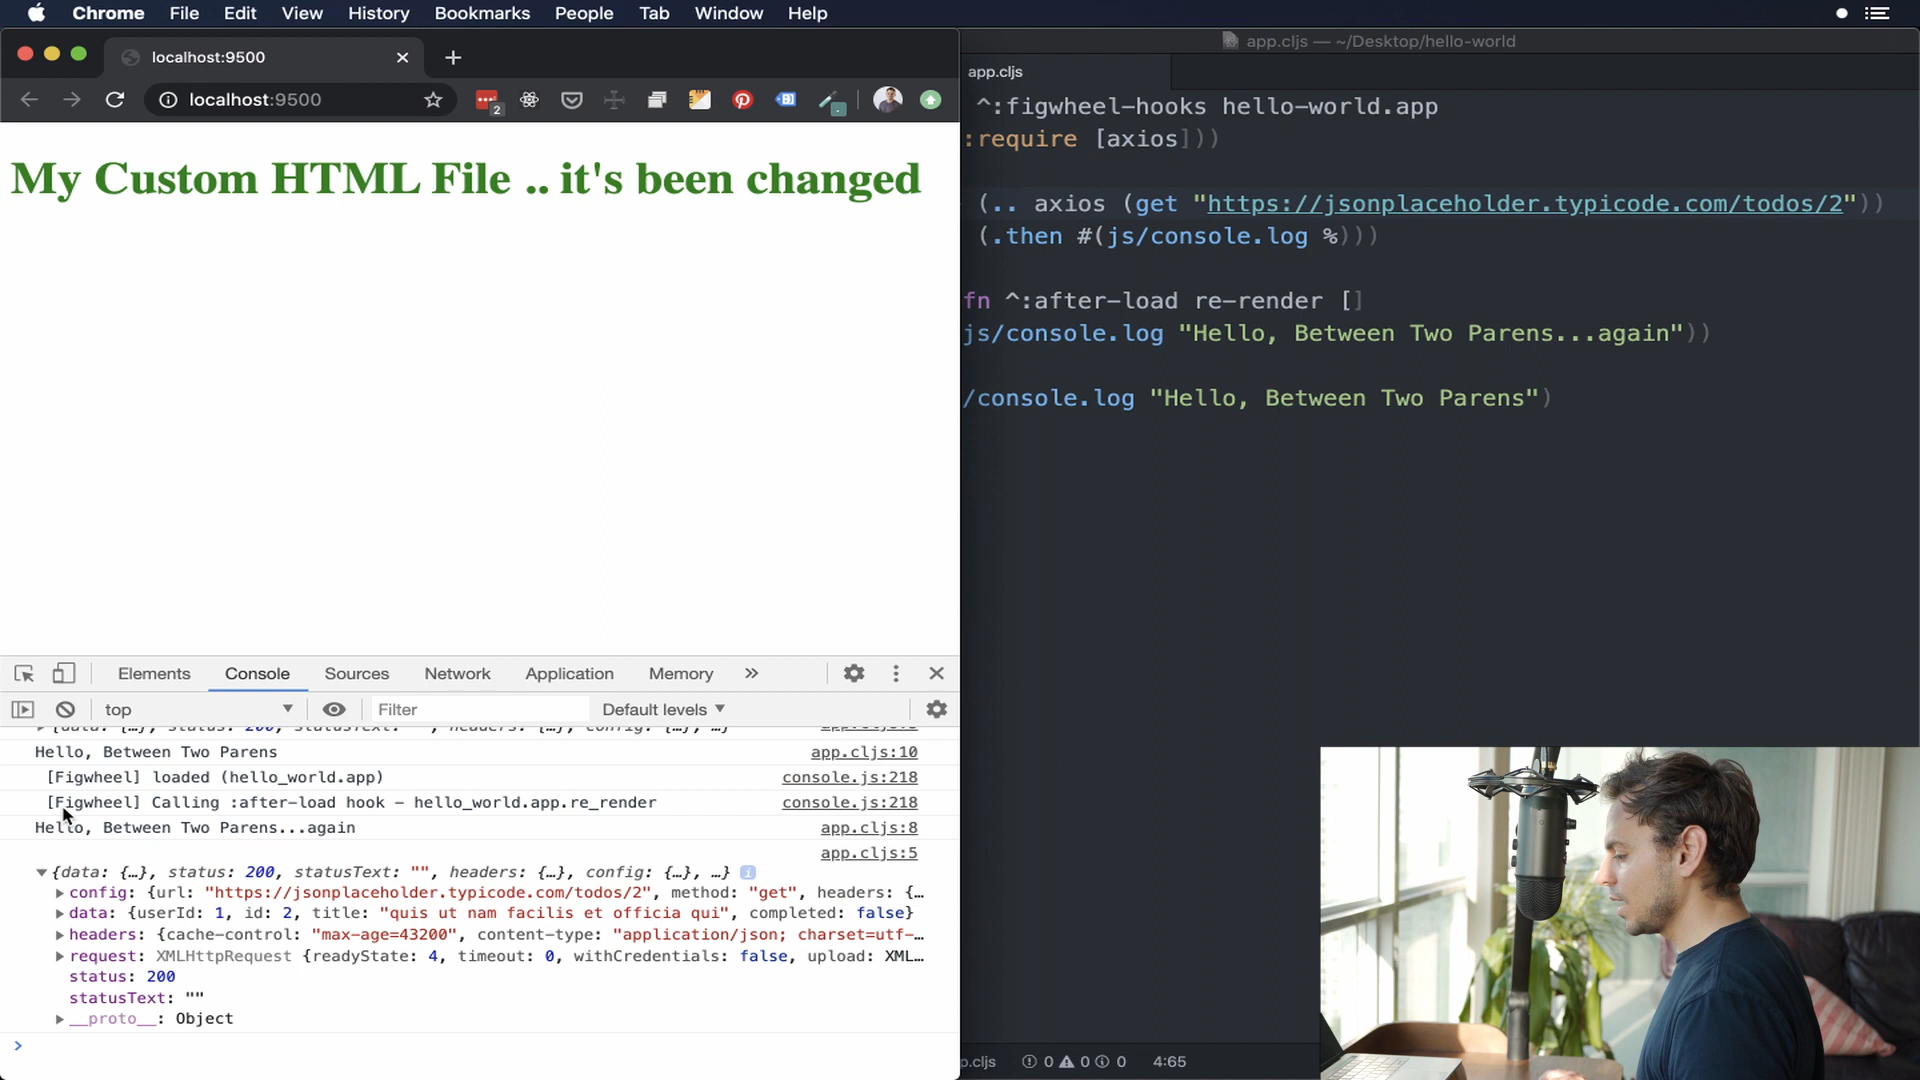 Chrome File Edit View History Bookmarks People Tab Window Help
localhost:9500
localhost:9500
2
My Custom HTML File .. it's been changed
Elements Console Sources Network Application Memory »
top Filter Default levels
Hello, Between Two Parens app.cljs:10
[Figwheel] loaded (hello_world.app) console.js:218
[Figwheel] Calling :after-load hook – hello_world.app.re_render console.js:218
Hello, Between Two Parens...again app.cljs:8
app.cljs:5
{data: {…}, status: 200, statusText: "", headers: {…}, config: {…}, …}
config: {url: "https://jsonplaceholder.typicode.com/todos/2", method: "get", headers: {…
data: {userId: 1, id: 2, title: "quis ut nam facilis et officia qui", completed: false}
headers: {cache-control: "max-age=43200", content-type: "application/json; charset=utf-…
request: XMLHttpRequest {readyState: 4, timeout: 0, withCredentials: false, upload: XML…
status: 200
statusText: ""
__proto__: Object
>
app.cljs — ~/Desktop/hello-world
app.cljs
^:figwheel-hooks hello-world.app
:require [axios]))
(.. axios (get "https://jsonplaceholder.typicode.com/todos/2"))
(.then #(js/console.log %)))
fn ^:after-load re-render []
js/console.log "Hello, Between Two Parens...again"))
/console.log "Hello, Between Two Parens")
p.cljs 0 0 0 4:65